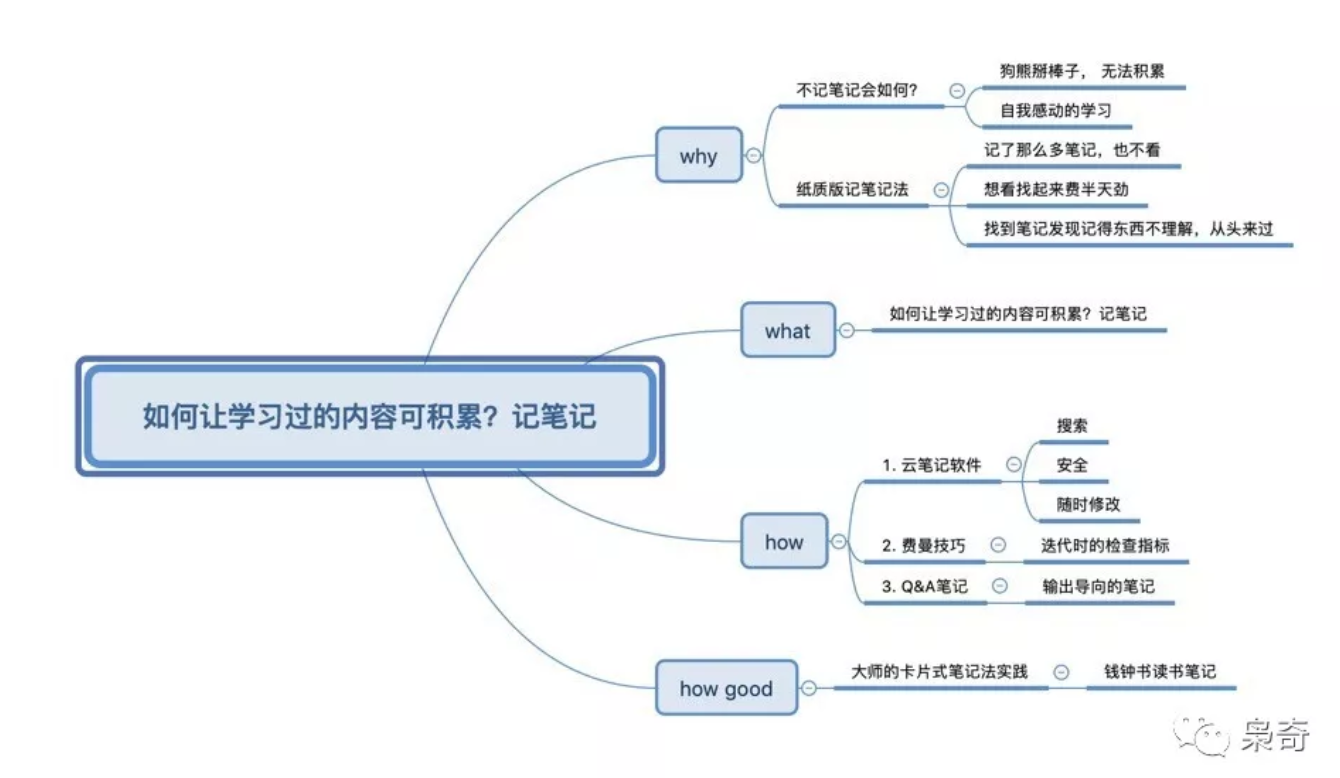 如何让学习过的内容可积累？记笔记
why
不记笔记会如何？
狗熊掰棒子， 无法积累
自我感动的学习
纸质版记笔记法
记了那么多笔记，也不看
想看找起来费半天劲
找到笔记发现记得东西不理解，从头来过
what
如何让学习过的内容可积累？记笔记
how
1. 云笔记软件
搜索
安全
随时修改
2. 费曼技巧
迭代时的检查指标
3. Q&A笔记
输出导向的笔记
how good
大师的卡片式笔记法实践
钱钟书读书笔记
枭奇